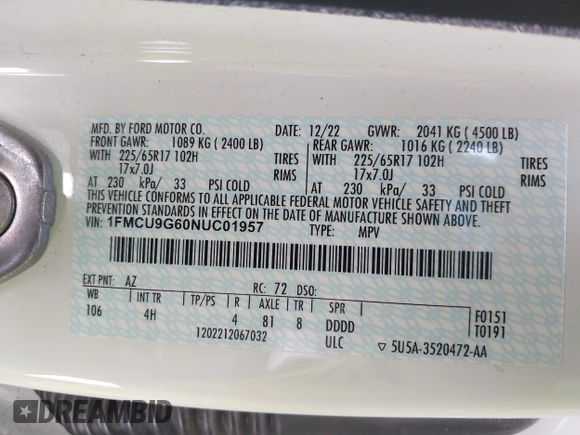 MFD. BY FORD MOTOR CO. DATE: 12/22 GVWR: 2041 KG ( 4500 LB)
FRONT GAWR: 1089 KG ( 2400 LB) REAR GAWR: 1016 KG ( 2240 LB)
WITH 225/65R17 102H TIRES WITH 225/65R17 102H TIRES
17x7.0J RIMS 17x7.0J RIMS
AT 230 kPa/ 33 PSI COLD AT 230 kPa/ 33 PSI COLD
THIS VEHICLE CONFORMS TO ALL APPLICABLE FEDERAL MOTOR VEHICLE SAFETY AND THEFT
PREVENTION STANDARDS IN EFFECT ON THE DATE OF MANUFACTURE SHOWN ABOVE.
VIN: 1FMCU9G60NUC01957 TYPE: MPV
EXT PNT: AZ RC: 72 DSO:
WB INT TR TP/PS R AXLE TR SPR
106 4H 4 81 8 DDDD
F0151
T0191
1202212067032 ULC ▽ 5U5A-3520472-AA
DREAMBID